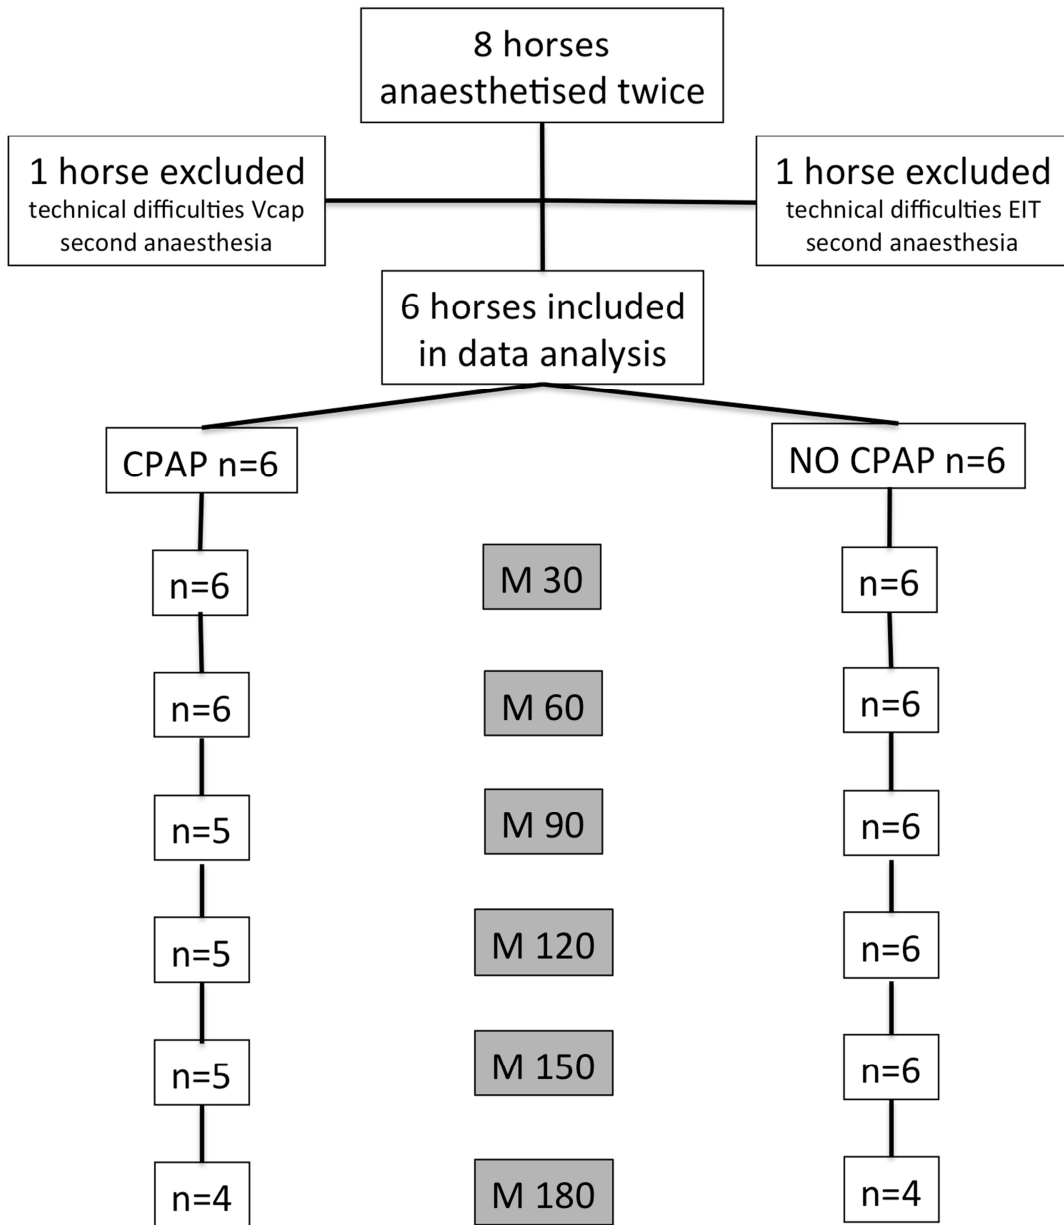 8 horses
anaesthetised twice
1 horse excluded
technical difficulties Vcap
second anaesthesia
1 horse excluded
technical difficulties EIT
second anaesthesia
6 horses included
in data analysis
CPAP n=6
NO CPAP n=6
n=6
M 30
n=6
n=6
M 60
n=6
n=5
M 90
n=6
n=5
M 120
n=6
n=5
M 150
n=6
n=4
M 180
n=4